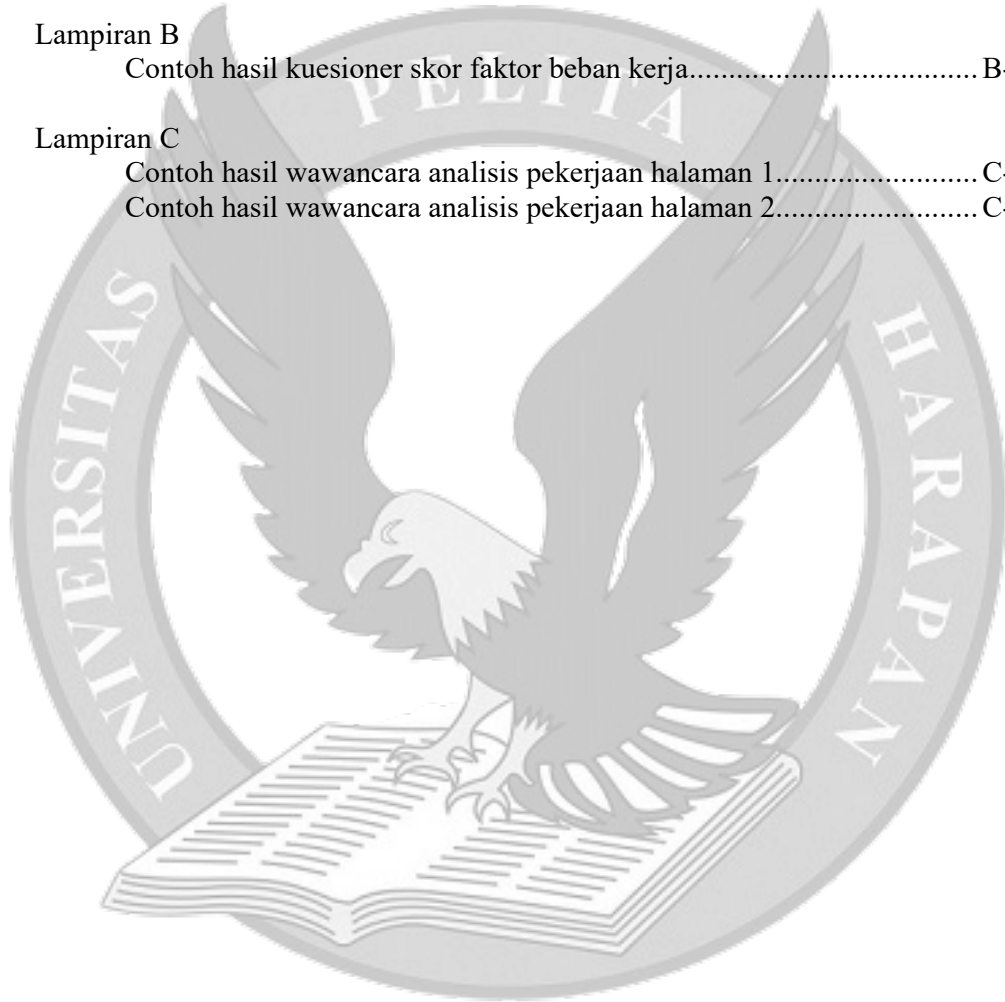 Lampiran B
Contoh hasil kuesioner skor faktor beban kerja.................................... B-
Lampiran C
Contoh hasil wawancara analisis pekerjaan halaman 1......................... C-
Contoh hasil wawancara analisis pekerjaan halaman 2......................... C-
UNIVERSITAS PELITA HARAPAN